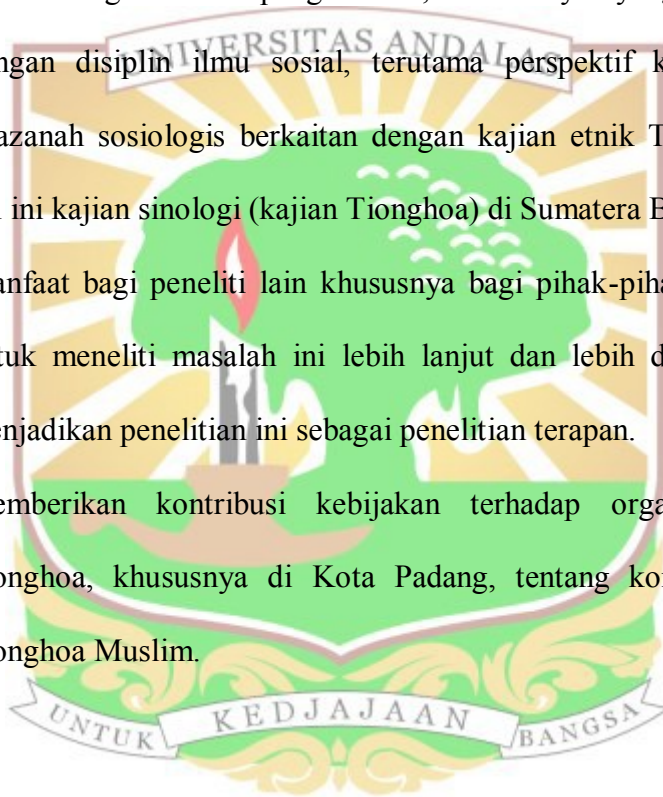 UNIVERSITAS ANDALAS
ngan disiplin ilmu sosial, terutama perspektif k
azanah sosiologis berkaitan dengan kajian etnik T
ini kajian sinologi (kajian Tionghoa) di Sumatera B
anfaat bagi peneliti lain khususnya bagi pihak-piha
tuk meneliti masalah ini lebih lanjut dan lebih d
enjadikan penelitian ini sebagai penelitian terapan.
emberikan kontribusi kebijakan terhadap orga
onghoa, khususnya di Kota Padang, tentang ko
onghoa Muslim.
UNTUK KEDJAJAAN BANGSA